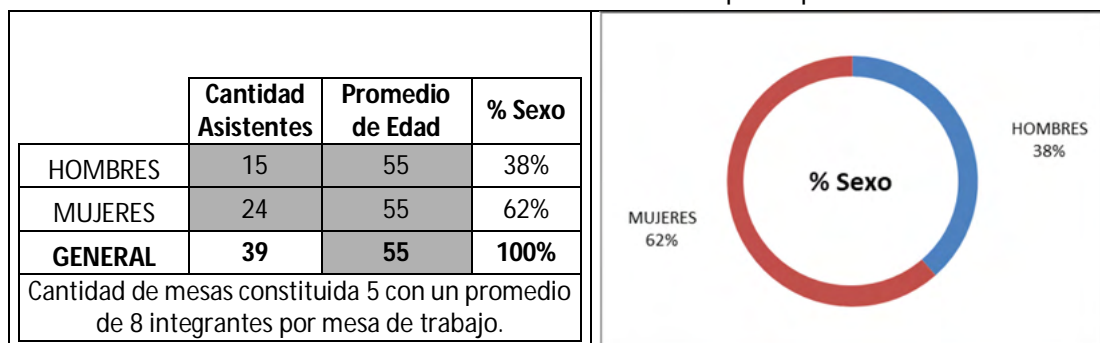 Cantidad Asistentes Promedio de Edad % Sexo
HOMBRES 15 55 38%
MUJERES 24 55 62%
GENERAL 39 55 100%
Cantidad de mesas constituida 5 con un promedio
de 8 integrantes por mesa de trabajo.
HOMBRES
38%
% Sexo
MUJERES
62%